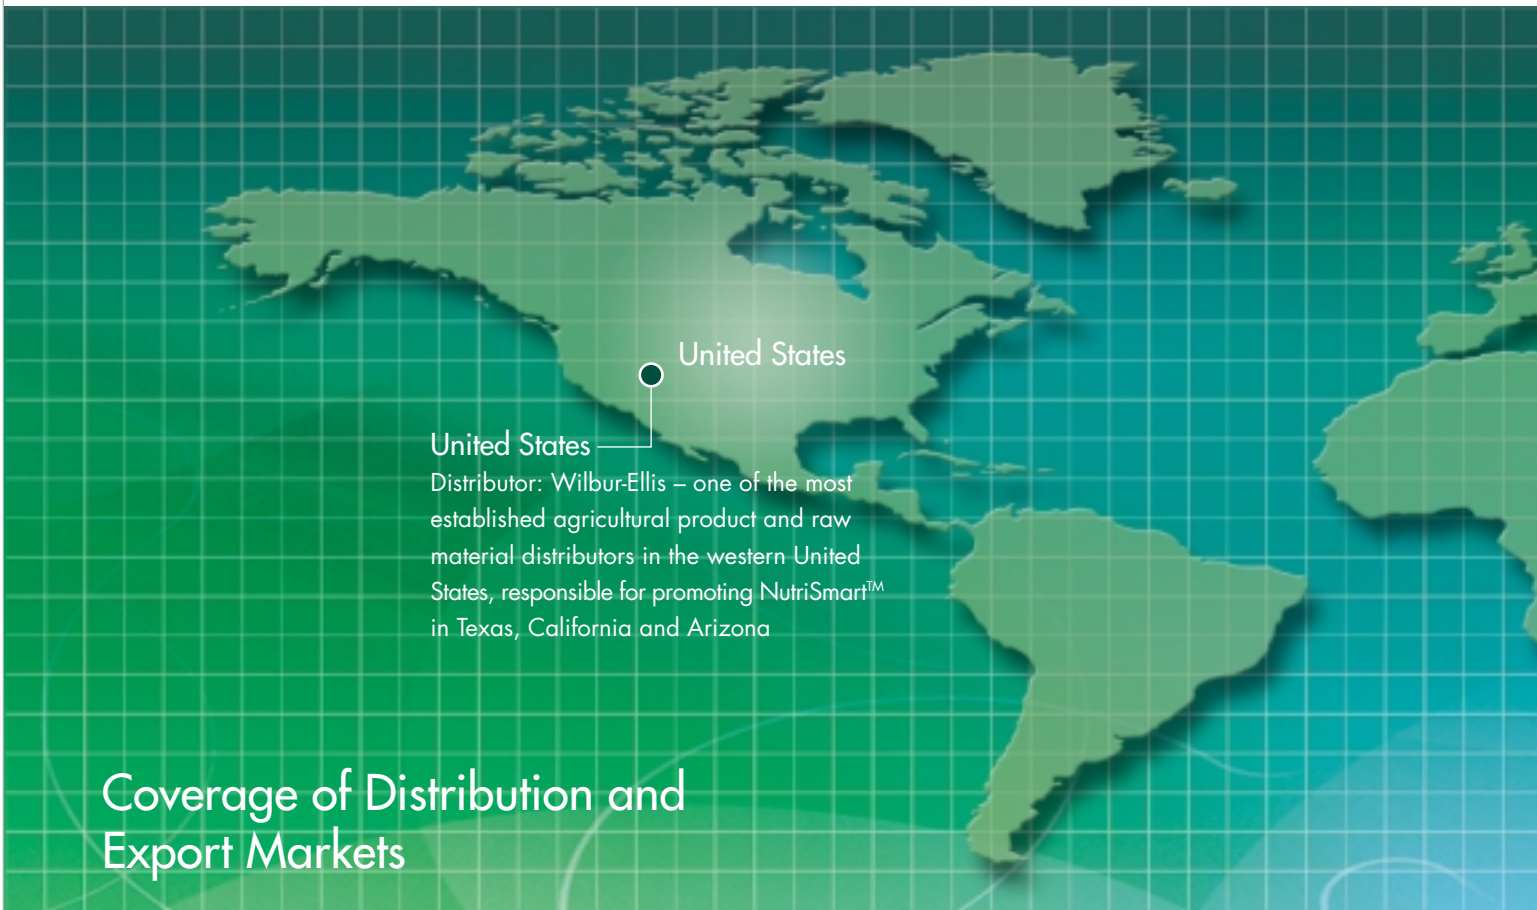 United States
United States
Distributor: Wilbur-Ellis – one of the most
established agricultural product and raw
material distributors in the western United
States, responsible for promoting NutriSmart™
in Texas, California and Arizona
Coverage of Distribution and
Export Markets